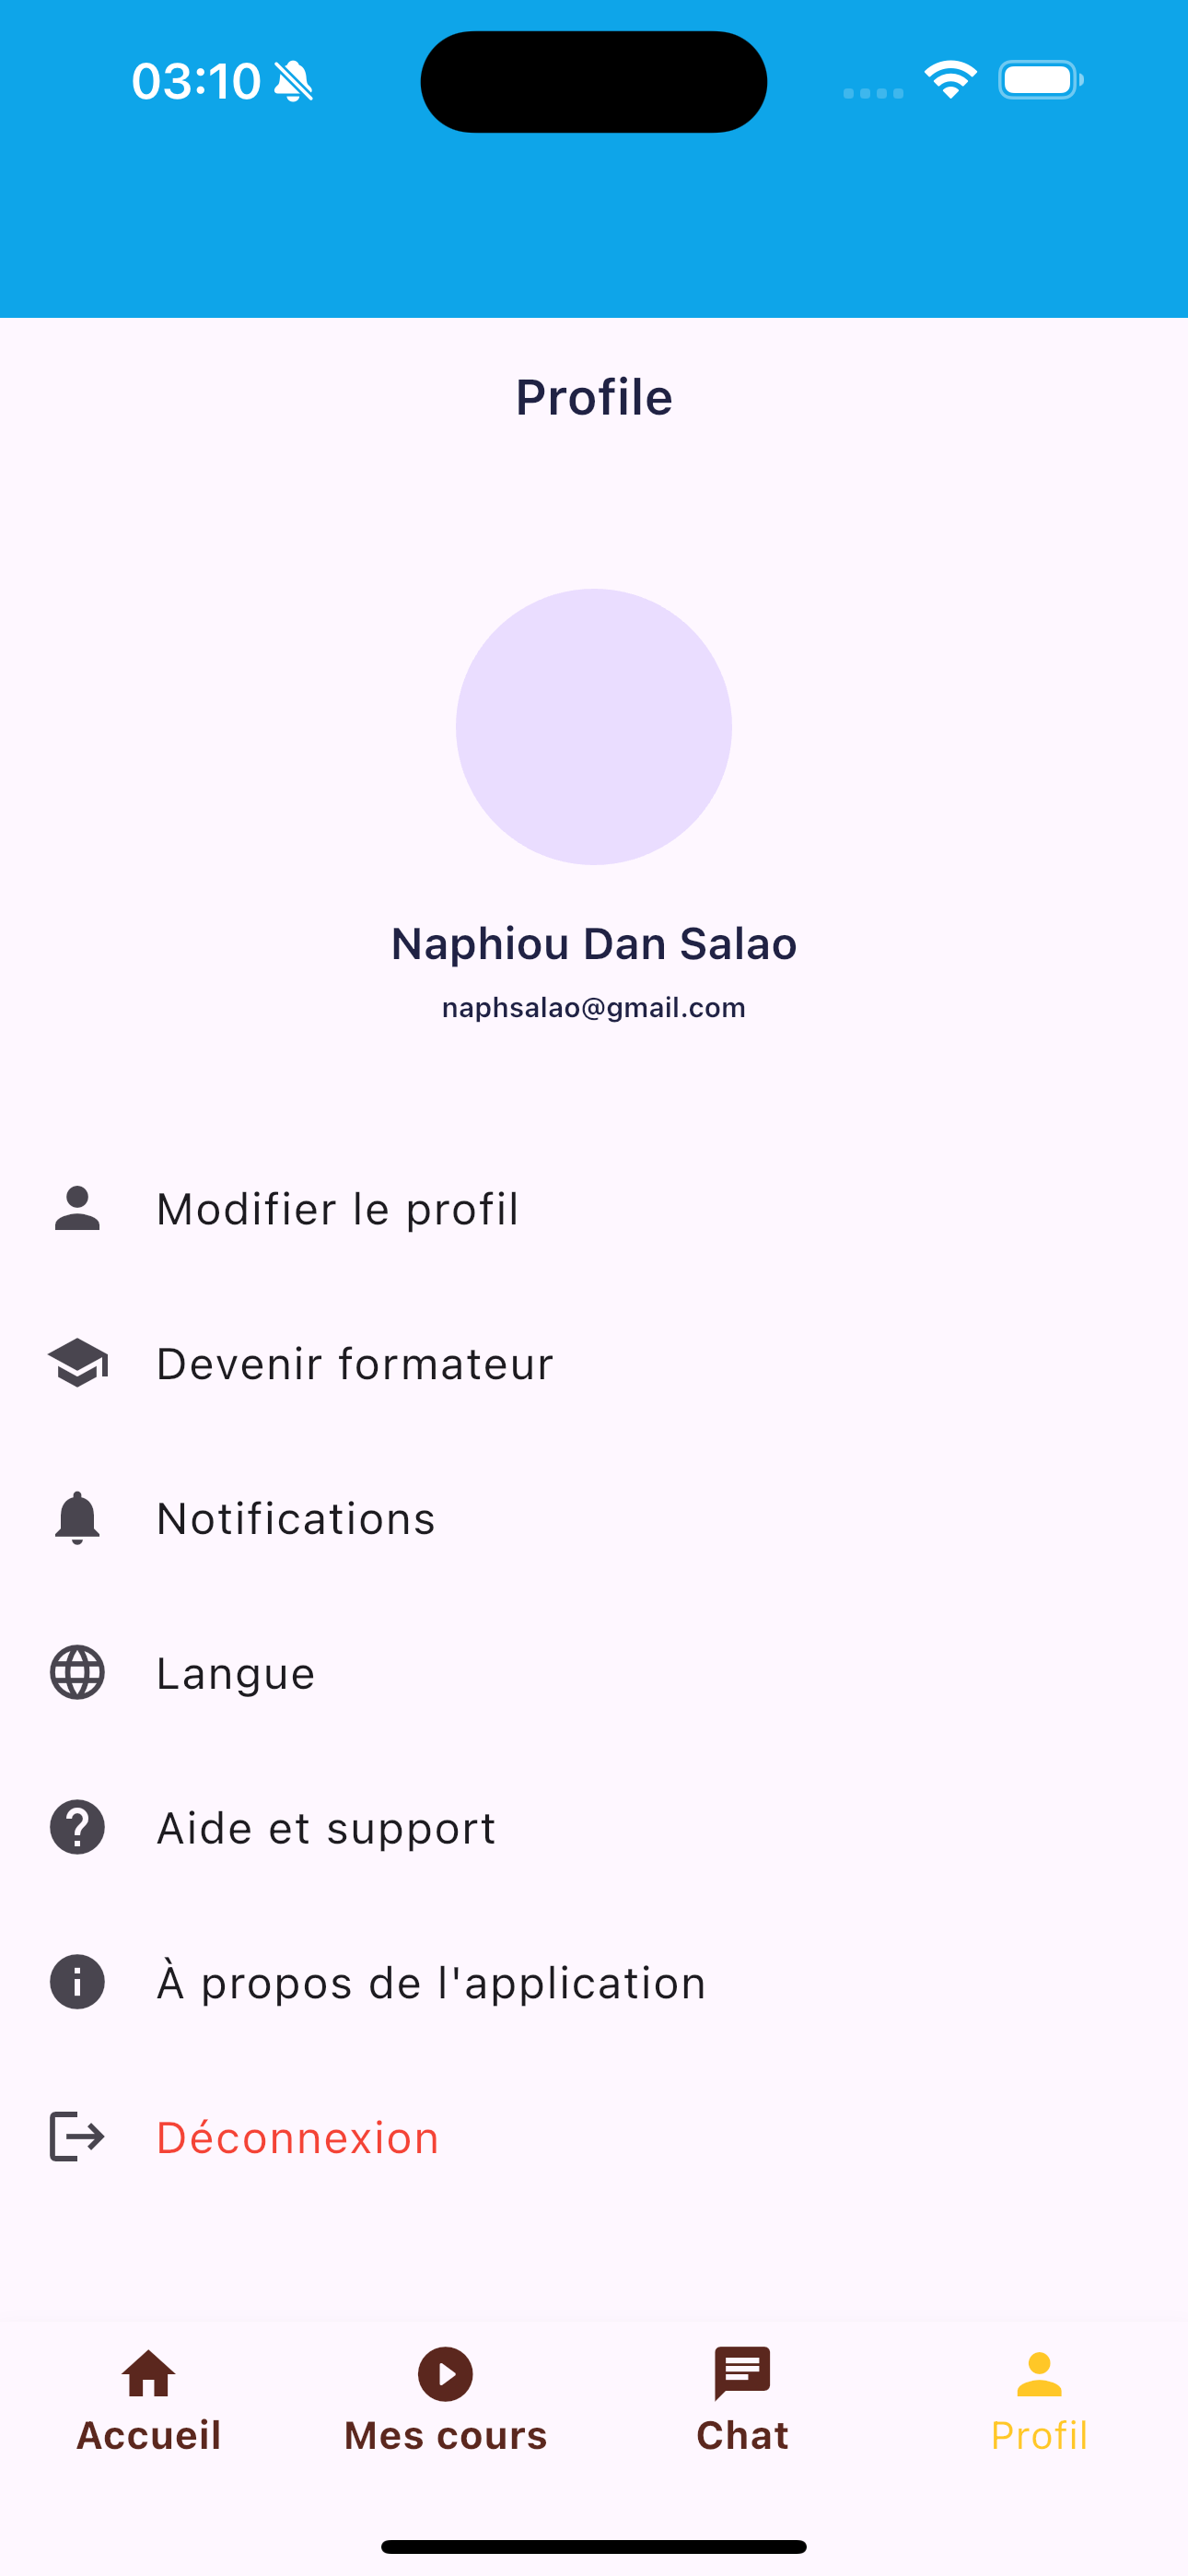 03:10
Profile
Naphiou Dan Salao
naphsalao@gmail.com
Modifier le profil
Devenir formateur
Notifications
Langue
Aide et support
À propos de l'application
Déconnexion
Accueil
Mes cours
Chat
Profil